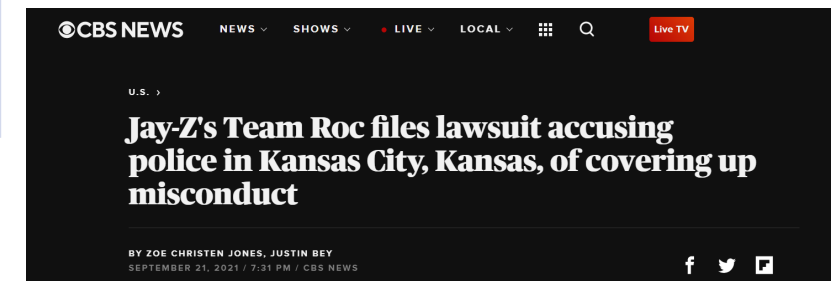 CBS NEWS NEWS SHOWS LIVE LOCAL Live TV
U.S.
Jay-Z's Team Roc files lawsuit accusing
police in Kansas City, Kansas, of covering up
misconduct
BY ZOE CHRISTEN JONES, JUSTIN BEY
SEPTEMBER 21, 2021 / 7:31 PM / CBS NEWS